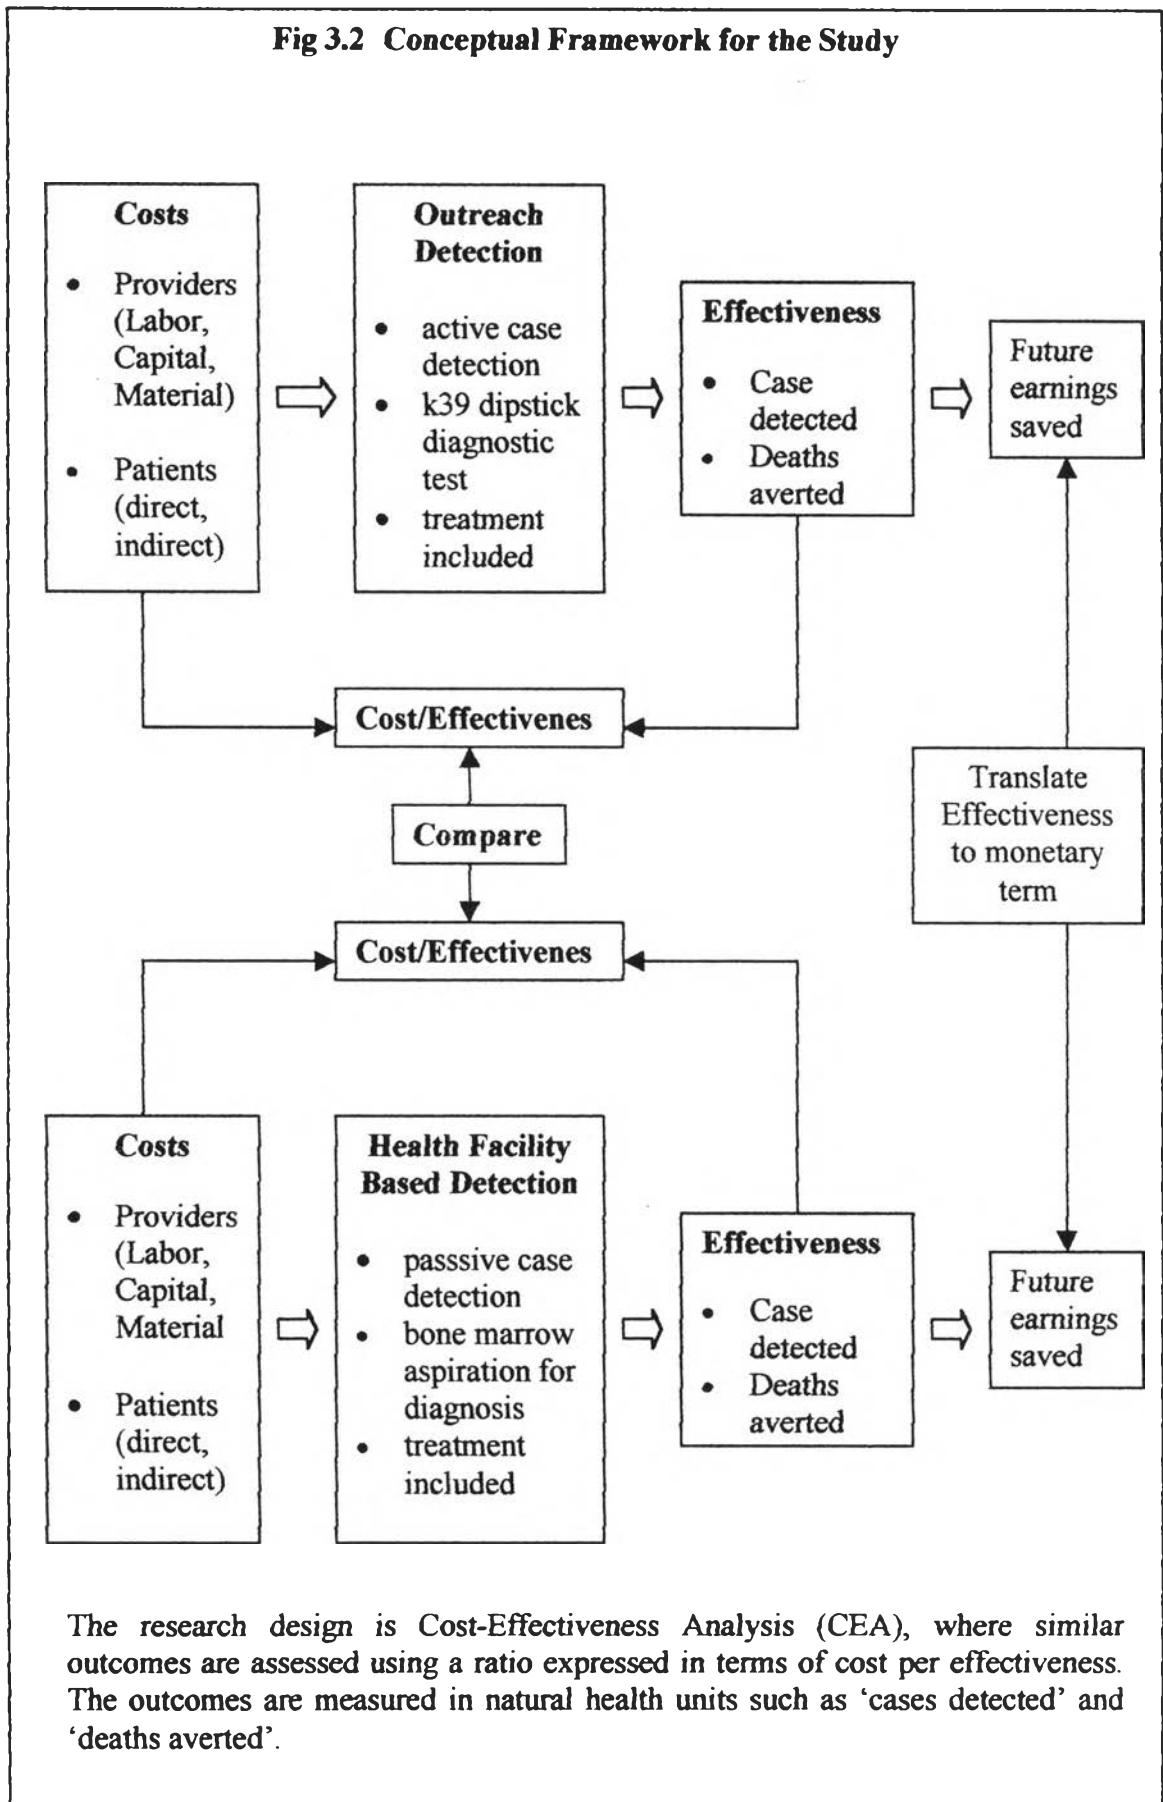 Fig 3.2 Conceptual Framework for the Study
Costs
• Providers
(Labor,
Capital,
Material)
• Patients
(direct,
indirect)
Outreach
Detection
• active case
detection
• k39 dipstick
diagnostic
test
• treatment
included
Effectiveness
• Case
detected
• Deaths
averted
Future
earnings
saved
Cost/Effectivenes
Compare
Cost/Effectivenes
Translate
Effectiveness
to monetary
term
Costs
• Providers
(Labor,
Capital,
Material
• Patients
(direct,
indirect)
Health Facility
Based Detection
• passsive case
detection
• bone marrow
aspiration for
diagnosis
• treatment
included
Effectiveness
• Case
detected
• Deaths
averted
Future
earnings
saved
The research design is Cost-Effectiveness Analysis (CEA), where similar
outcomes are assessed using a ratio expressed in terms of cost per effectiveness.
The outcomes are measured in natural health units such as ‘cases detected’ and
‘deaths averted’.